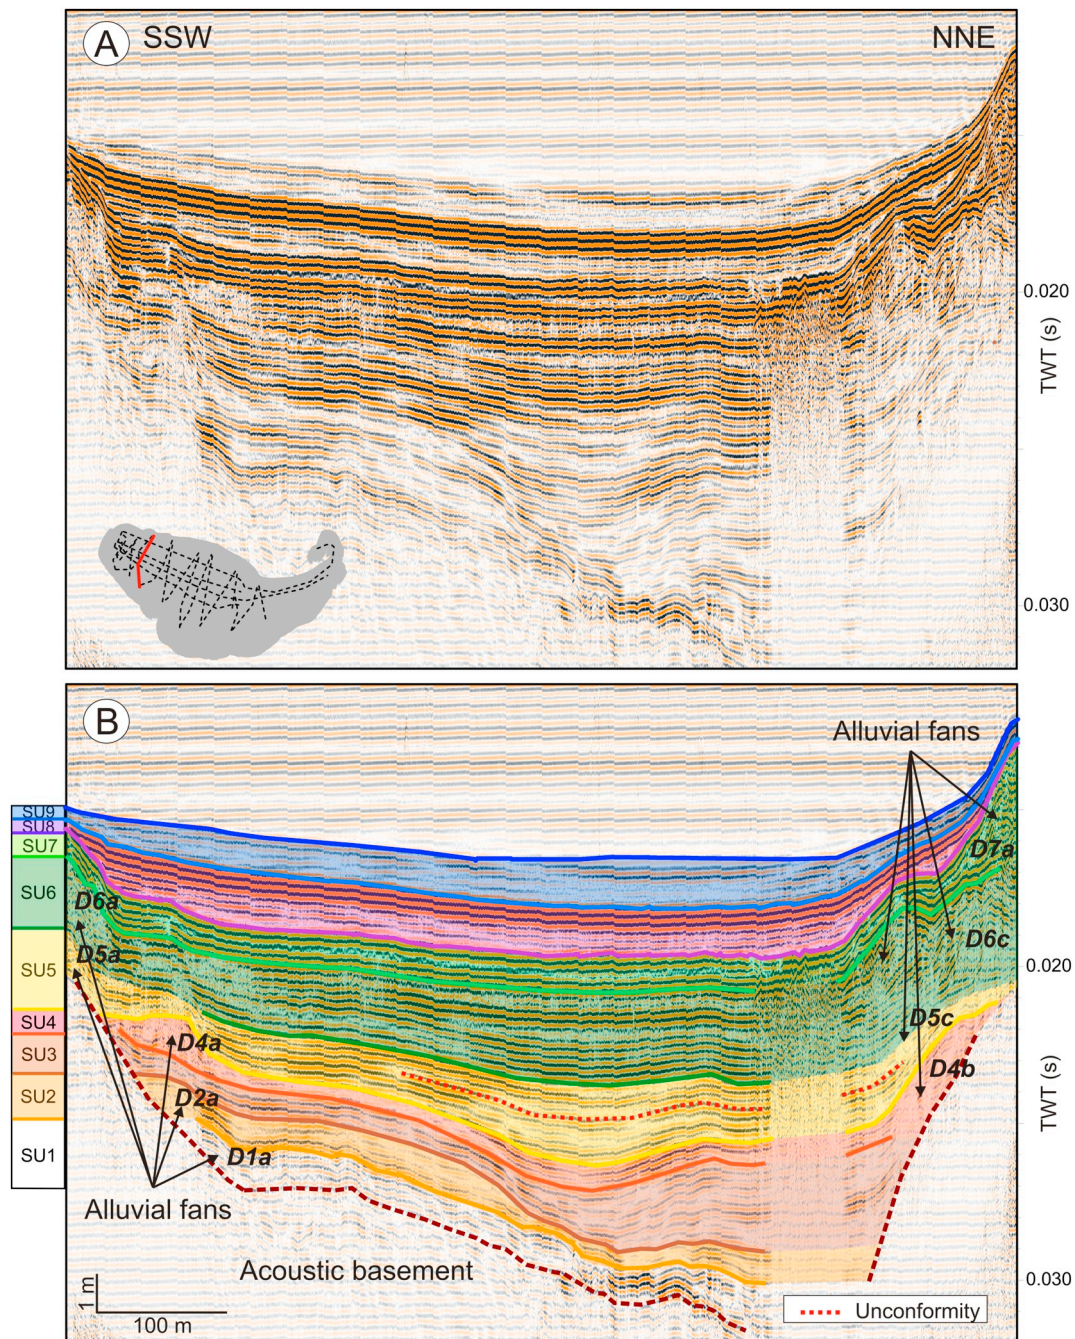 A SSW NNE
0.020
TWT (s)
0.030
B
Alluvial fans
SU9
SU8
SU7
SU6
SU5
SU4
SU3
SU2
SU1
D7a
D6a
D6c
D5a
0.020
D5c
D4a
D4b
TWT (s)
D2a
D1a
Alluvial fans
Acoustic basement
0.030
1 m
100 m
Unconformity